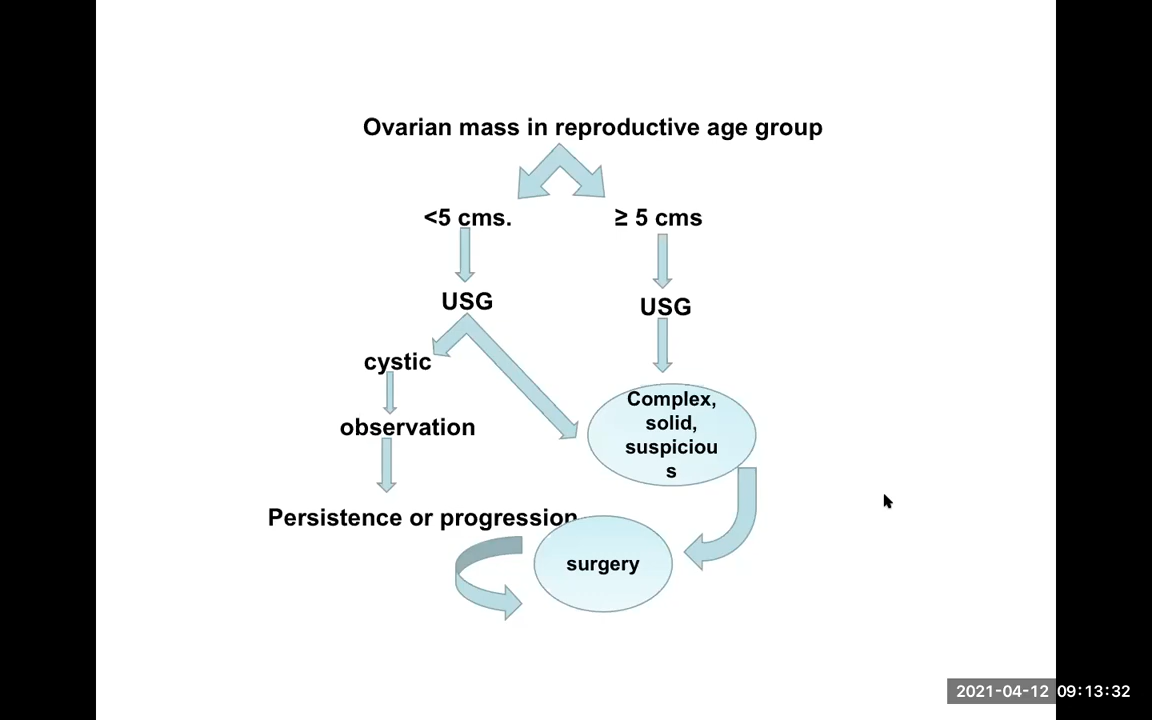 Ovarian mass in reproductive age group
<5 cms.
≥ 5 cms
USG
USG
cystic
Complex,
solid,
suspiciou
s
observation
Persistence or progression
surgery
2021-04-12 09:13:32